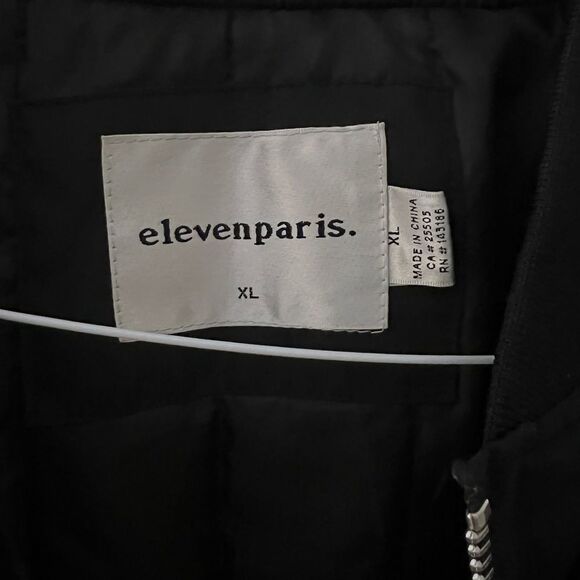 elevenparis.
XL
XL
MADE IN CHINA
CA # 25505
RN # 143186